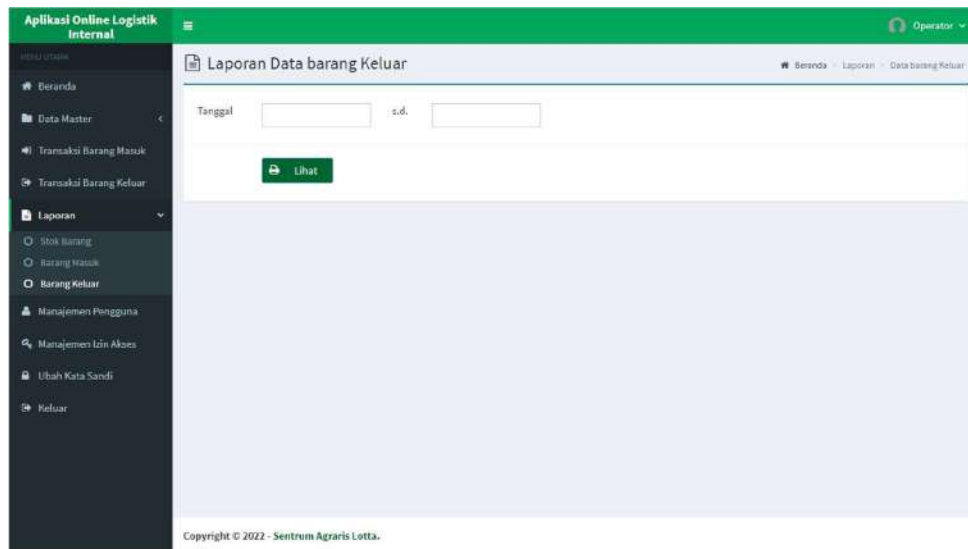 Aplikasi Online Logistik
Internal
Operator
MENU UTAMA
Laporan Data barang Keluar
Beranda
Laporan
Data barang Keluar
Beranda
Data Master
Transaksi Barang Masuk
Transaksi Barang Keluar
Laporan
Stok Barang
Barang Masuk
Barang Keluar
Manajemen Pengguna
Manajemen Izin Akses
Ubah Kata Sandi
Keluar
Tanggal
s.d.
Lihat
Copyright © 2022 - Sentrum Agraris Lotta.